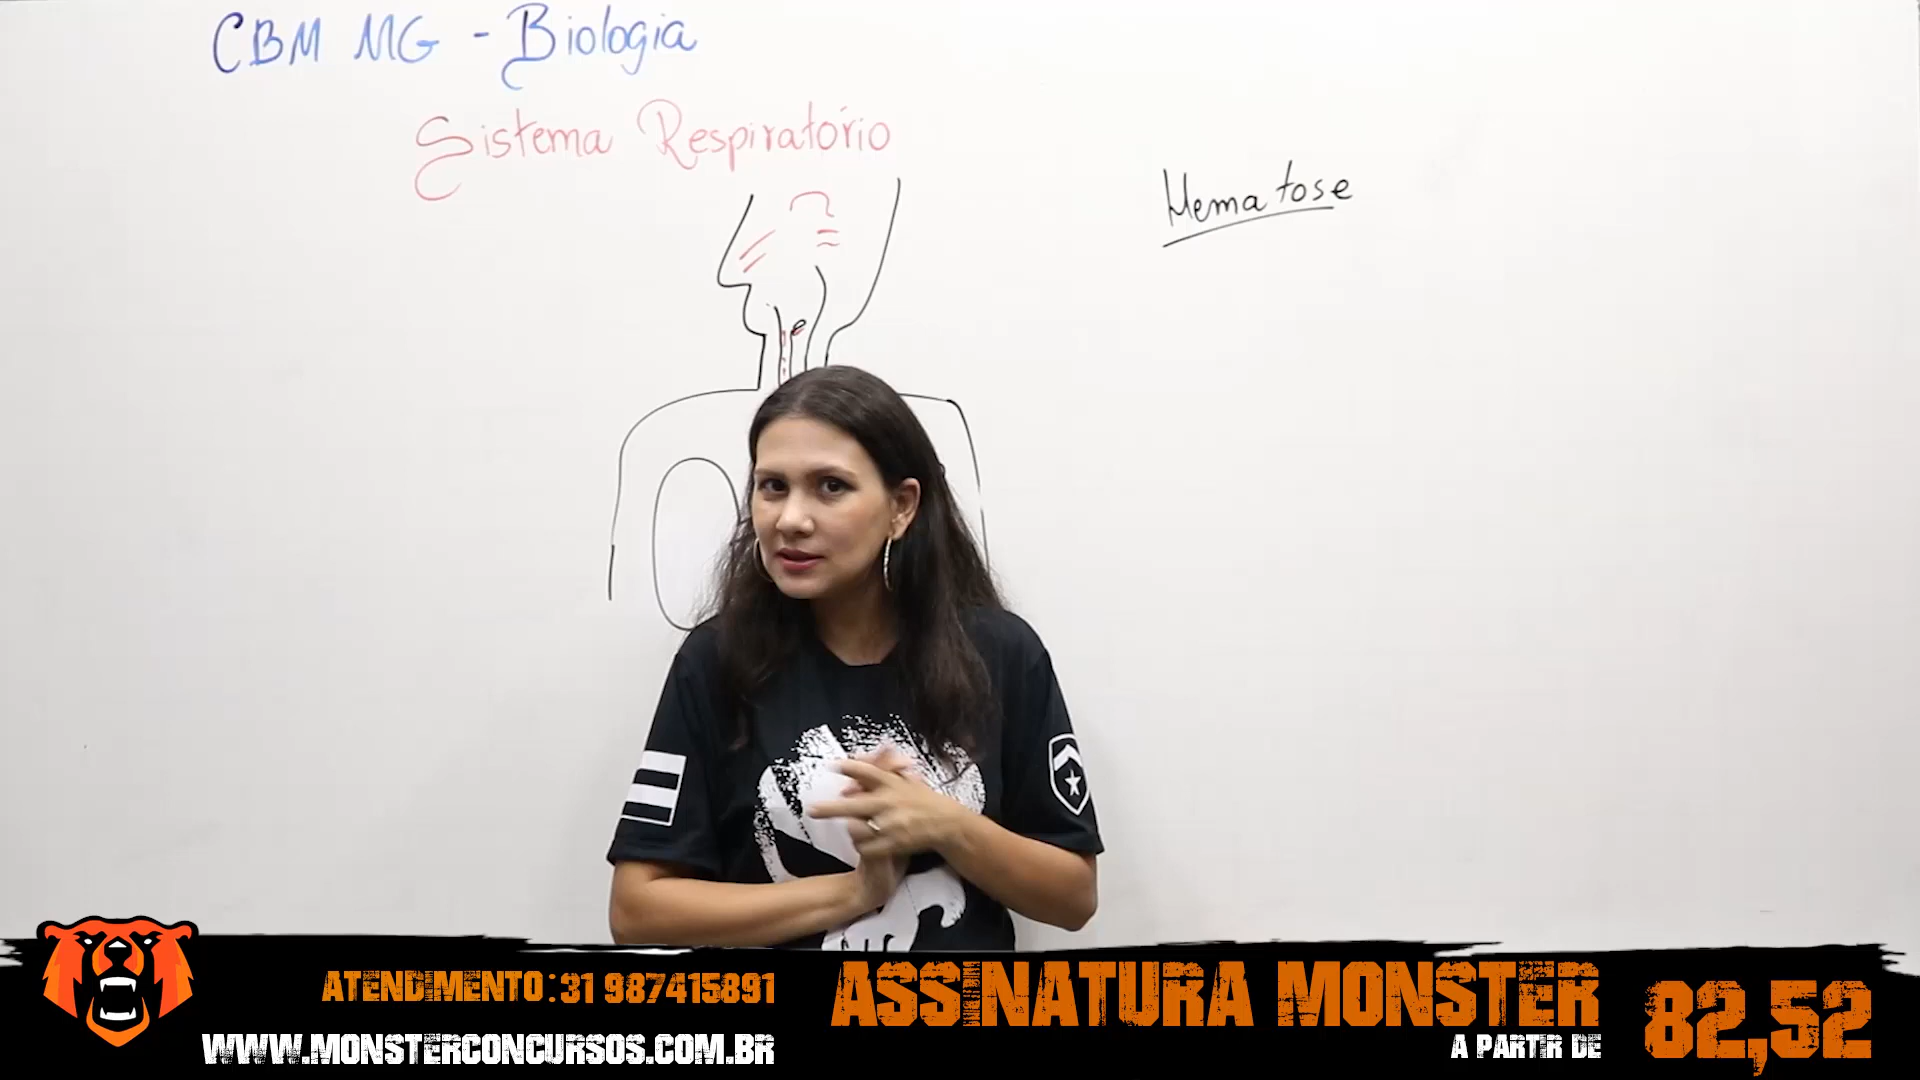 CBM MG - Biologia
Sistema Respiratório
Hematose
ATENDIMENTO: 31 987415891
WWW.MONSTERCONCURSOS.COM.BR
ASSINATURA MONSTER
A PARTIR DE
82,52